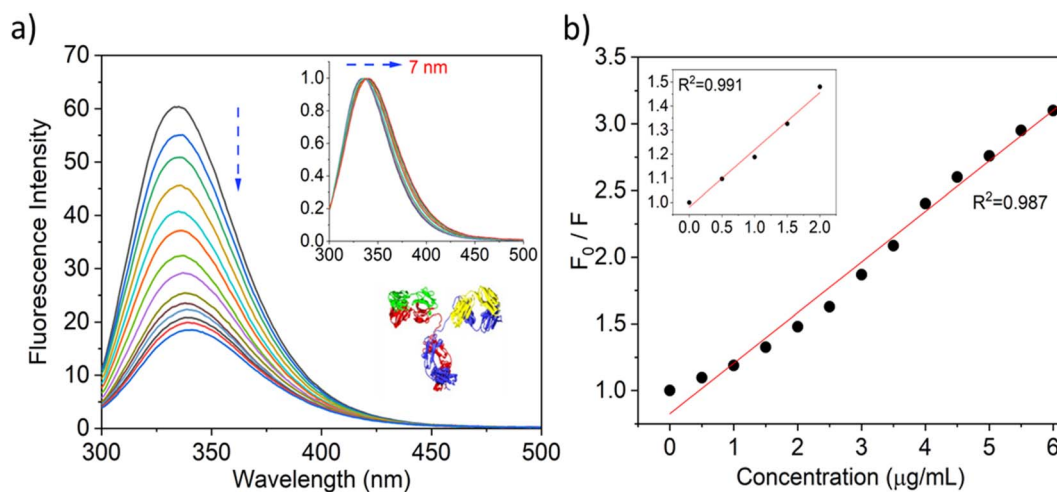 a)
70
60
50
40
30
20
10
0
Fluorescence Intensity
300 350 400 450 500
Wavelength (nm)
7 nm
1.0
0.8
0.6
0.4
0.2
0.0
300 350 400 450 500
b)
3.5
3.0
2.5
2.0
1.5
1.0
F₀ / F
0 1 2 3 4 5 6
Concentration (μg/mL)
R²=0.987
R²=0.991
1.5
1.4
1.3
1.2
1.1
1.0
0.0 0.5 1.0 1.5 2.0